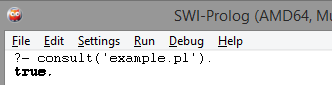 SWI-Prolog (AMD64, Mu
File Edit Settings Run Debug Help
?- consult('example.pl').
true.